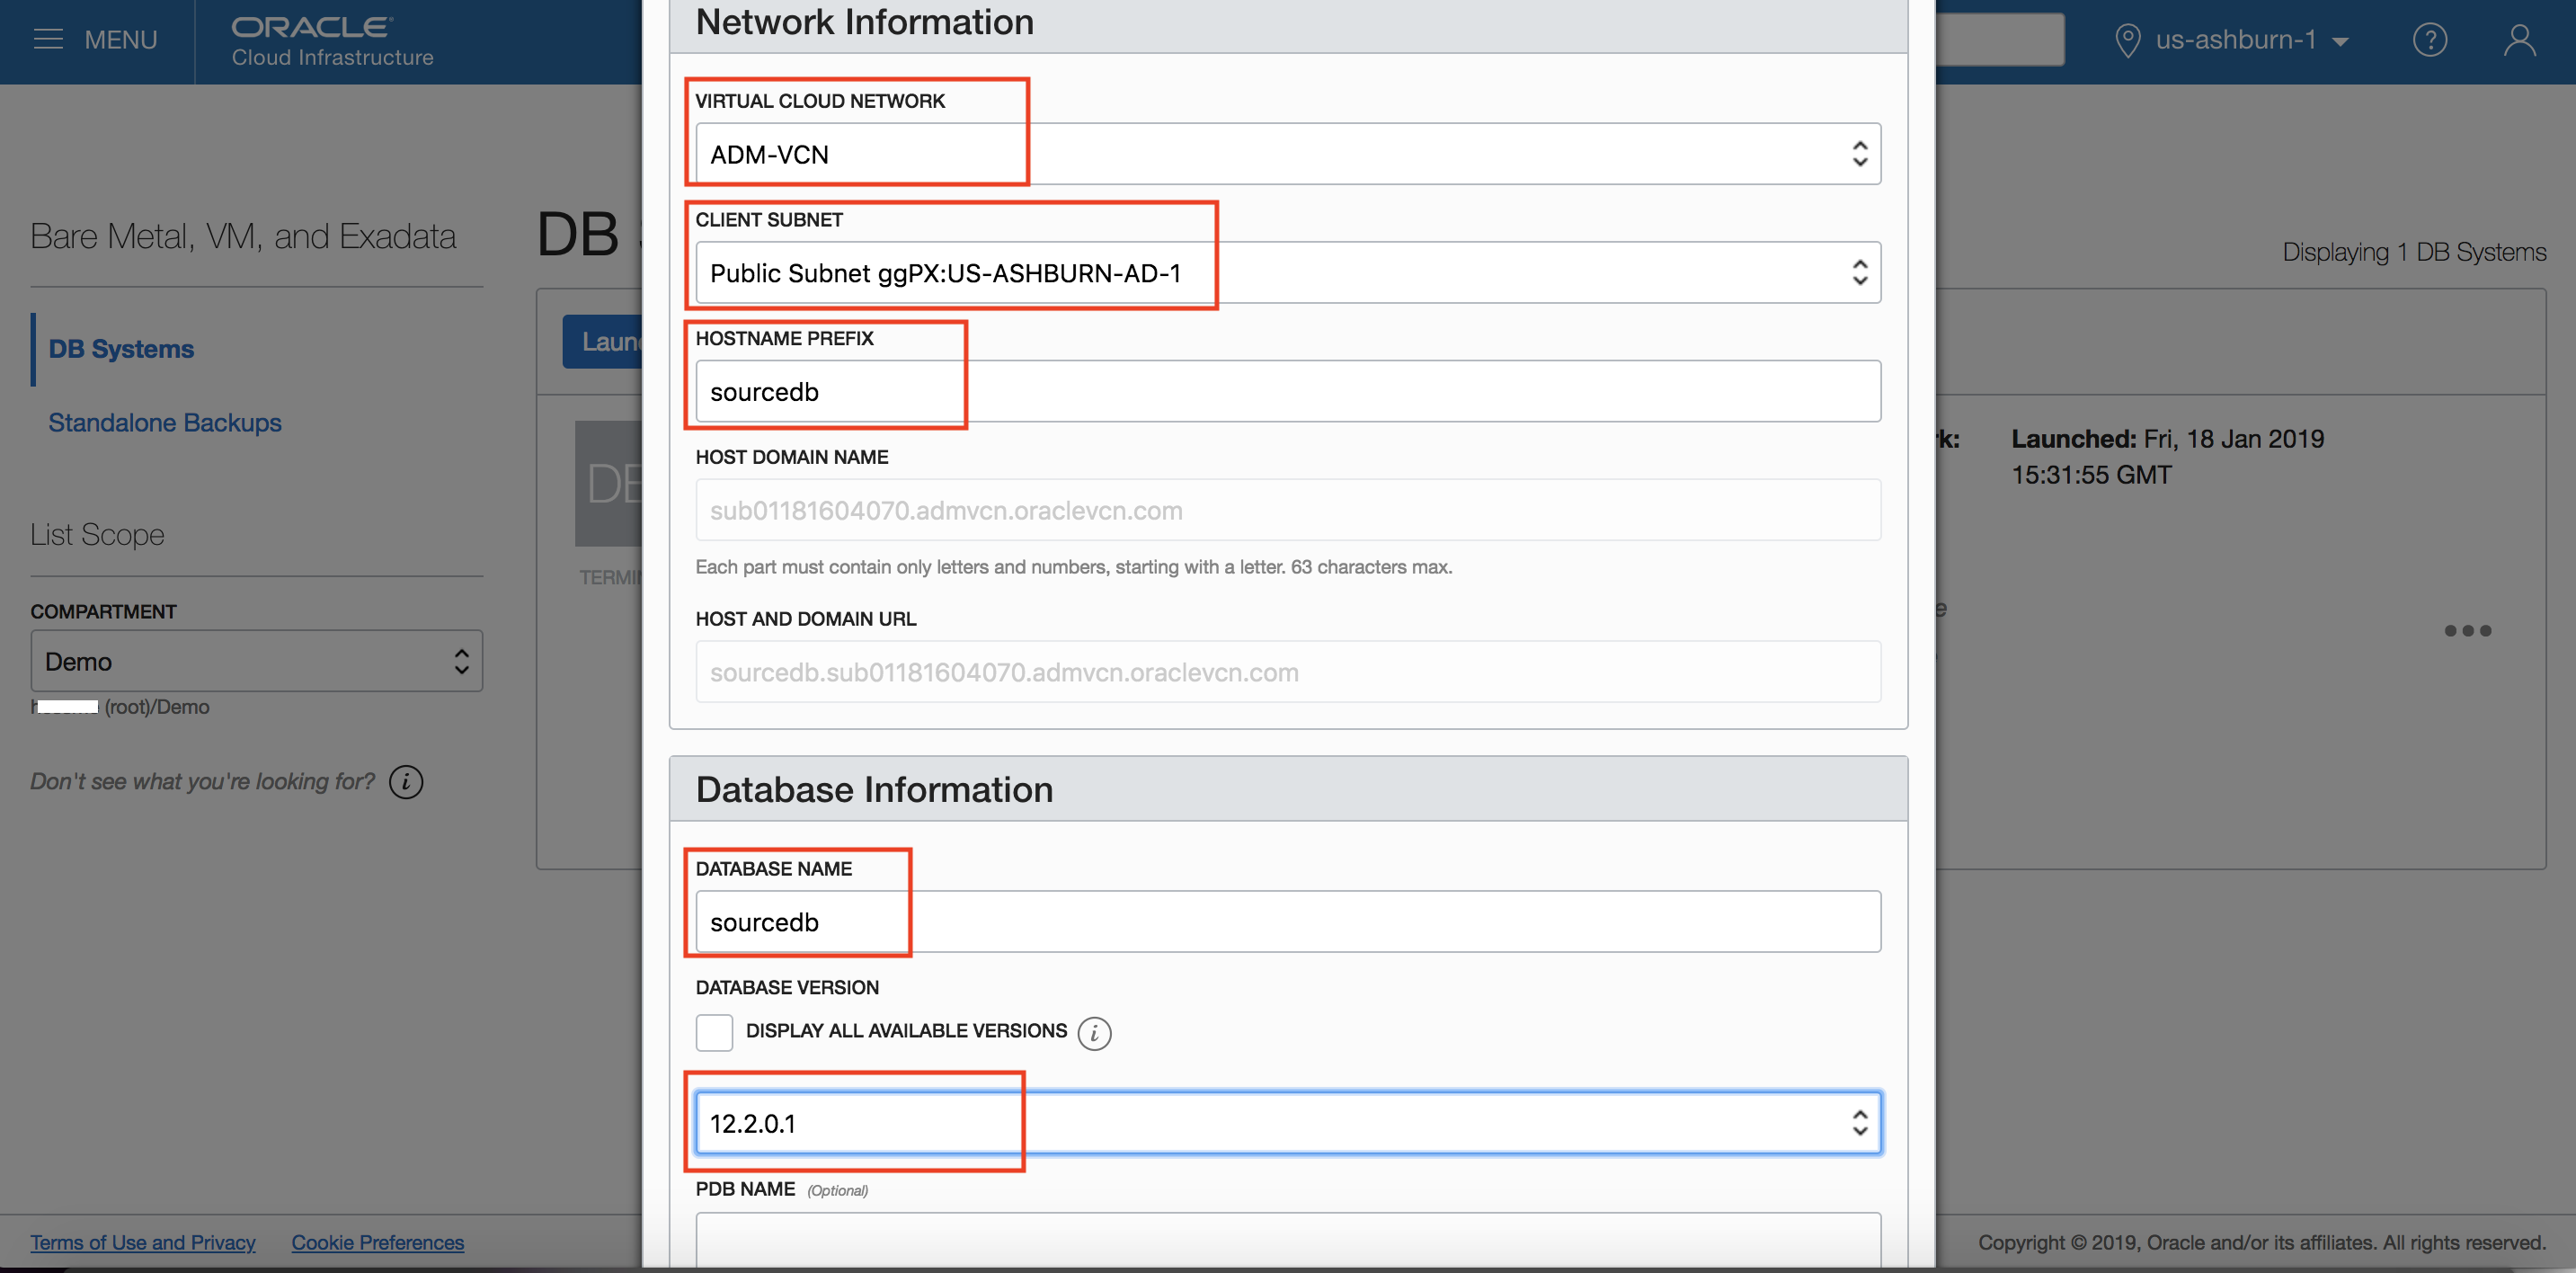 MENU
ORACLE
Cloud Infrastructure
us-ashburn-1
Bare Metal, VM, and Exadata
DB Systems
Standalone Backups
List Scope
COMPARTMENT
Demo
(root)/Demo
Don't see what you're looking for?
DB
Displaying 1 DB Systems
Launched: Fri, 18 Jan 2019
15:31:55 GMT
Network Information
VIRTUAL CLOUD NETWORK
ADM-VCN
CLIENT SUBNET
Public Subnet ggPX:US-ASHBURN-AD-1
HOSTNAME PREFIX
sourcedb
HOST DOMAIN NAME
sub01181604070.admvcn.oraclevcn.com
Each part must contain only letters and numbers, starting with a letter. 63 characters max.
HOST AND DOMAIN URL
sourcedb.sub01181604070.admvcn.oraclevcn.com
Database Information
DATABASE NAME
sourcedb
DATABASE VERSION
DISPLAY ALL AVAILABLE VERSIONS
12.2.0.1
PDB NAME (Optional)
Terms of Use and Privacy Cookie Preferences
Copyright © 2019, Oracle and/or its affiliates. All rights reserved.